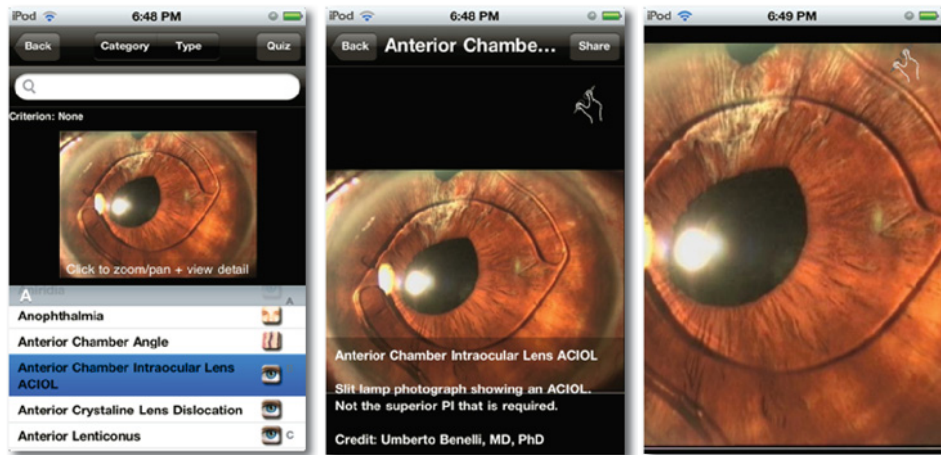 iPod 6:48 PM
Back Category Type Quiz
Criterion: None
Click to zoom/pan + view detail
A
Aniridia
A
Anophthalmia
Anterior Chamber Angle
Anterior Chamber Intraocular Lens
ACIOL
Anterior Crystaline Lens Dislocation
Anterior Lenticonus
C
iPod 6:48 PM
Back Anterior Chambe... Share
Anterior Chamber Intraocular Lens ACIOL
Slit lamp photograph showing an ACIOL.
Not the superior PI that is required.
Credit: Umberto Benelli, MD, PhD
iPod 6:49 PM